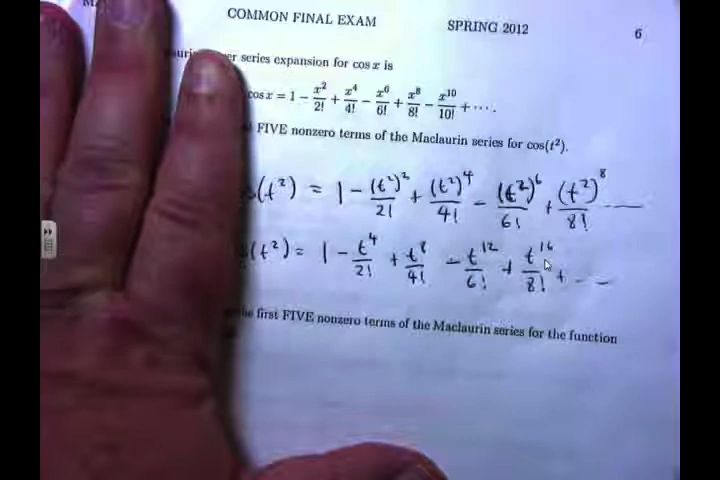 COMMON FINAL EXAM SPRING 2012 6
series expansion for cos x is
cos x = 1 − x²/2! + x⁴/4! − x⁶/6! + x⁸/8! − x¹⁰/10! + ⋯.
FIVE nonzero terms of the Maclaurin series for cos(t²).
(t²) = 1 − (t²)²/2! + (t²)⁴/4! − (t²)⁶/6! + (t²)⁸/8! ......
(t²) = 1 − t⁴/2! + t⁸/4! − t¹²/6! + t¹⁶/8! + ......
the first FIVE nonzero terms of the Maclaurin series for the function